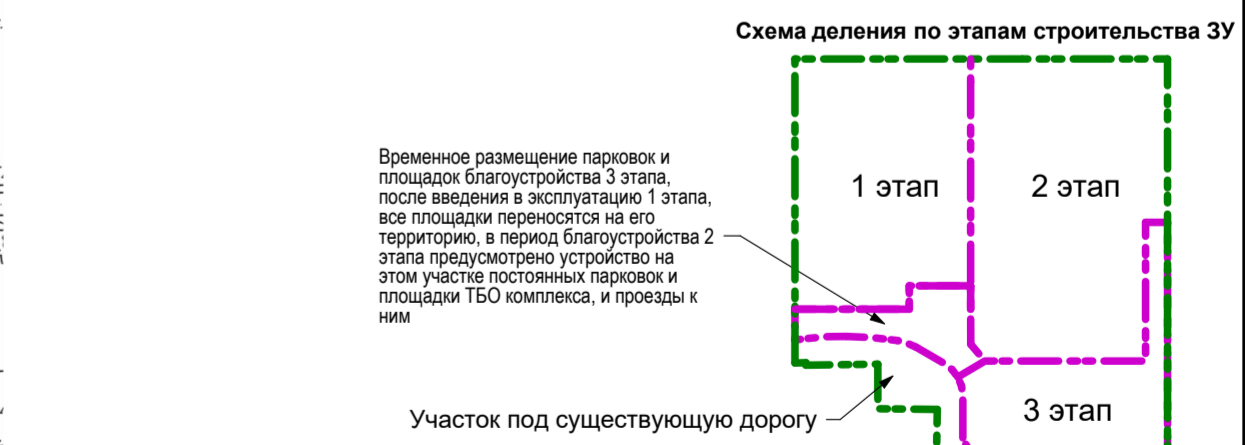 Схема деления по этапам строительства ЗУ
Временное размещение парковок и
площадок благоустройства 3 этапа,
после введения в эксплуатацию 1 этапа,
все площадки переносятся на его
территорию, в период благоустройства 2
этапа предусмотрено устройство на
этом участке постоянных парковок и
площадки ТБО комплекса, и проезды к
ним
1 этап
2 этап
3 этап
Участок под существующую дорогу